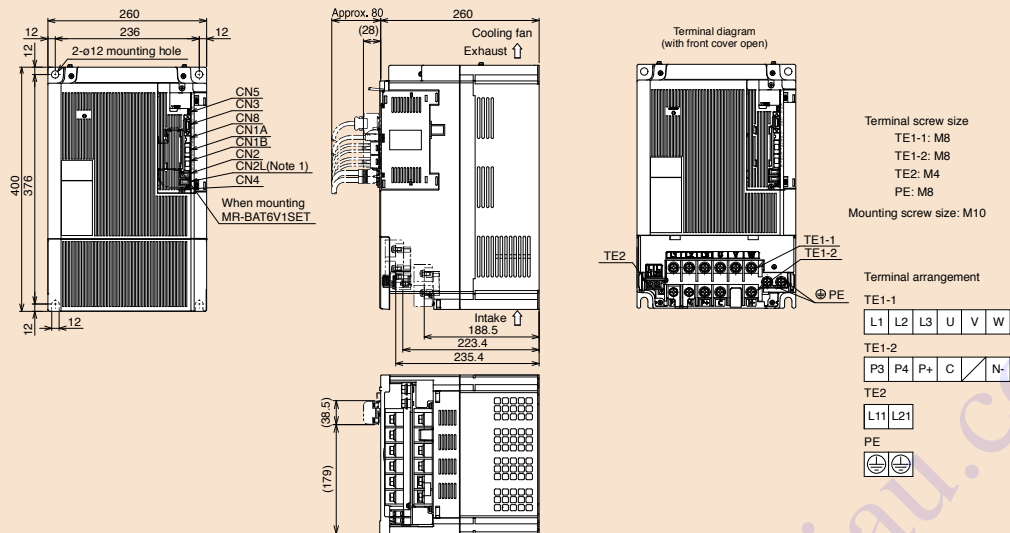 260
12
236
12
12
2-ø12 mounting hole
CN5
CN3
CN8
CN1A
CN1B
CN2
CN2L(Note 1)
CN4
When mounting
MR-BAT6V1SET
400
376
12
12
Approx. 80
260
(28)
Cooling fan
Exhaust
Intake
188.5
223.4
235.4
(38.5)
(179)
Terminal diagram
(with front cover open)
TE2
TE1-1
TE1-2
PE
Terminal screw size
TE1-1: M8
TE1-2: M8
TE2: M4
PE: M8
Mounting screw size: M10
Terminal arrangement
TE1-1
L1 L2 L3 U V W
TE1-2
P3 P4 P+ C N-
TE2
L11 L21
PE